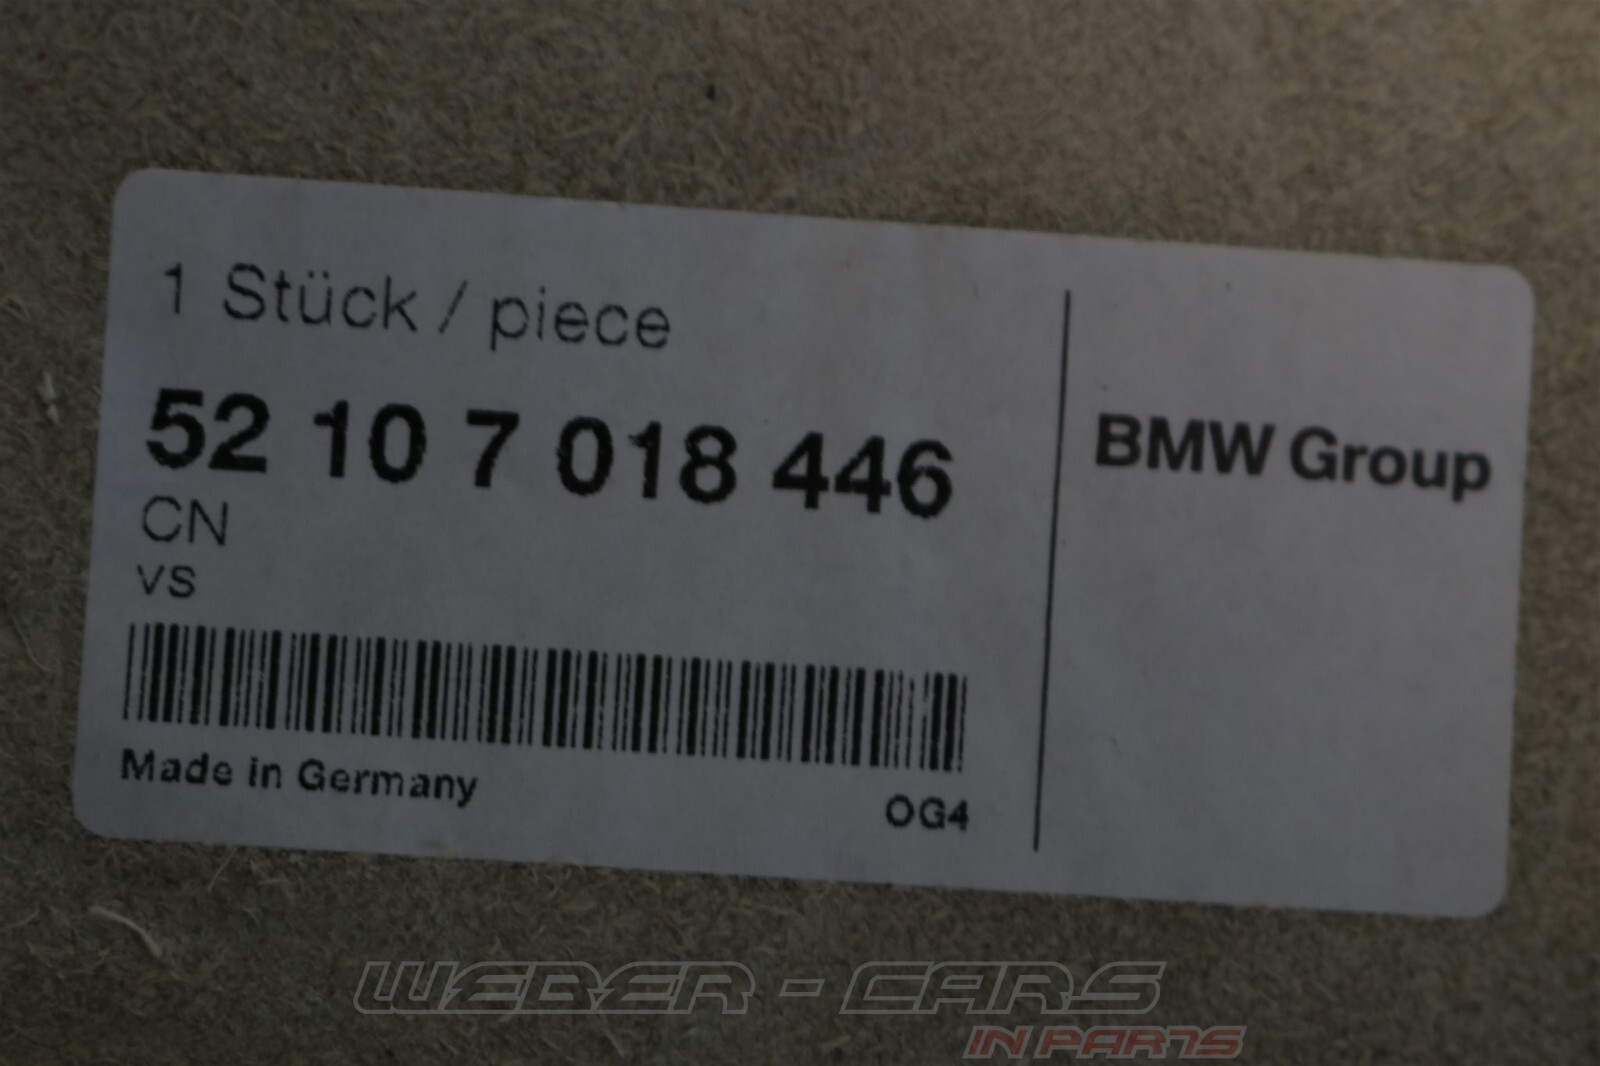 1 Stück / piece
52 10 7 018 446
CN
VS
Made in Germany
OG4
BMW Group
WEBER - CARS
IN PARTS